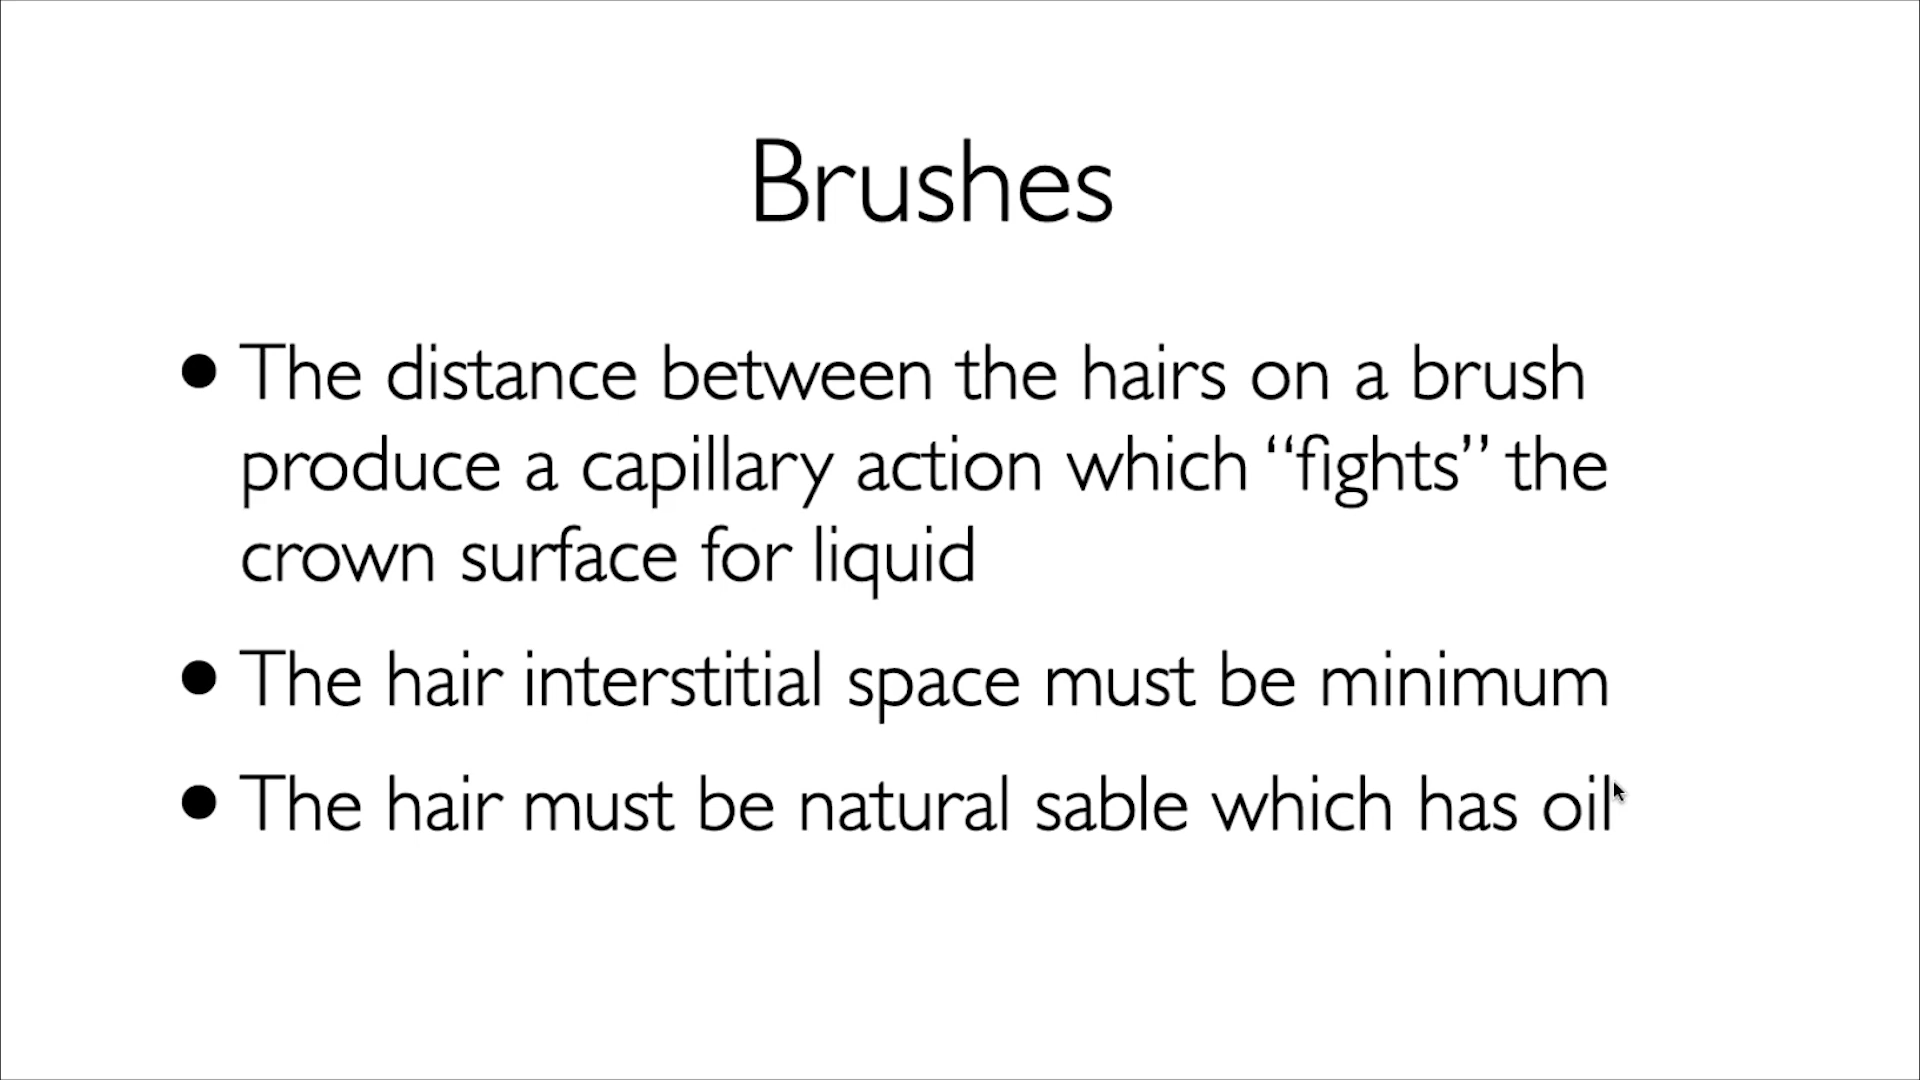 Brushes
• The distance between the hairs on a brush
produce a capillary action which “fights” the
crown surface for liquid
• The hair interstitial space must be minimum
• The hair must be natural sable which has oil